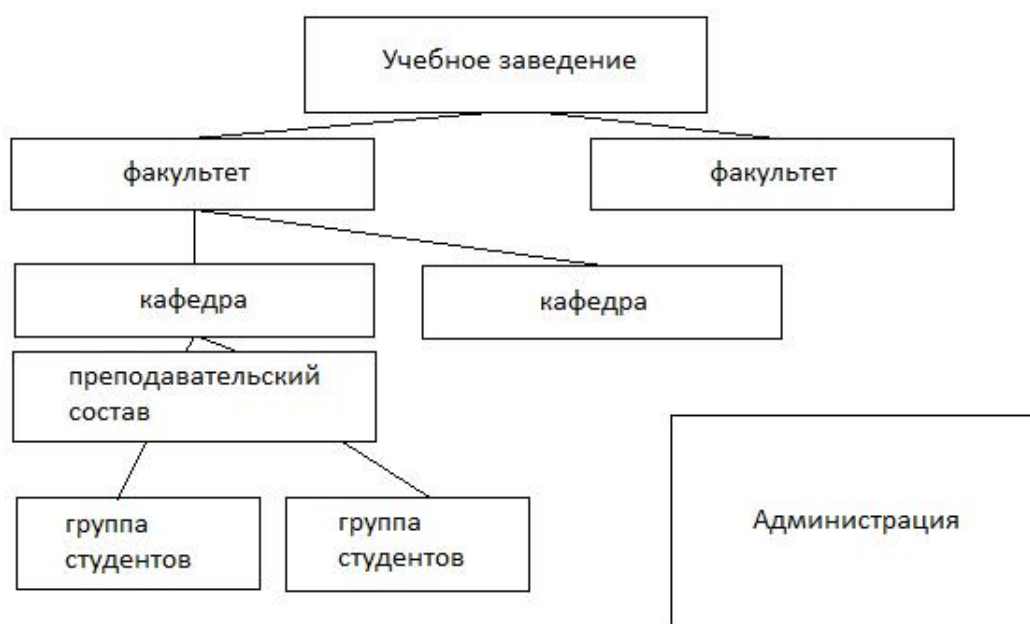 Учебное заведение
факультет
факультет
кафедра
кафедра
преподавательский
состав
группа
студентов
группа
студентов
Администрация